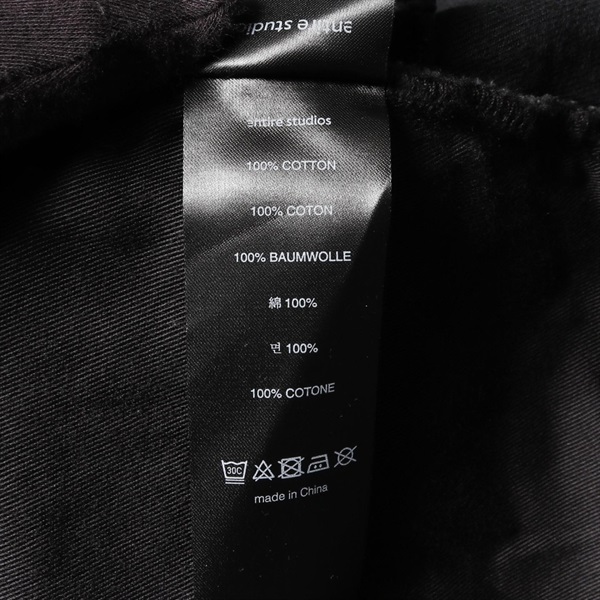 entire studios
entire studios
100% COTTON
100% COTON
100% BAUMWOLLE
綿 100%
면 100%
100% COTONE
30C
made in China